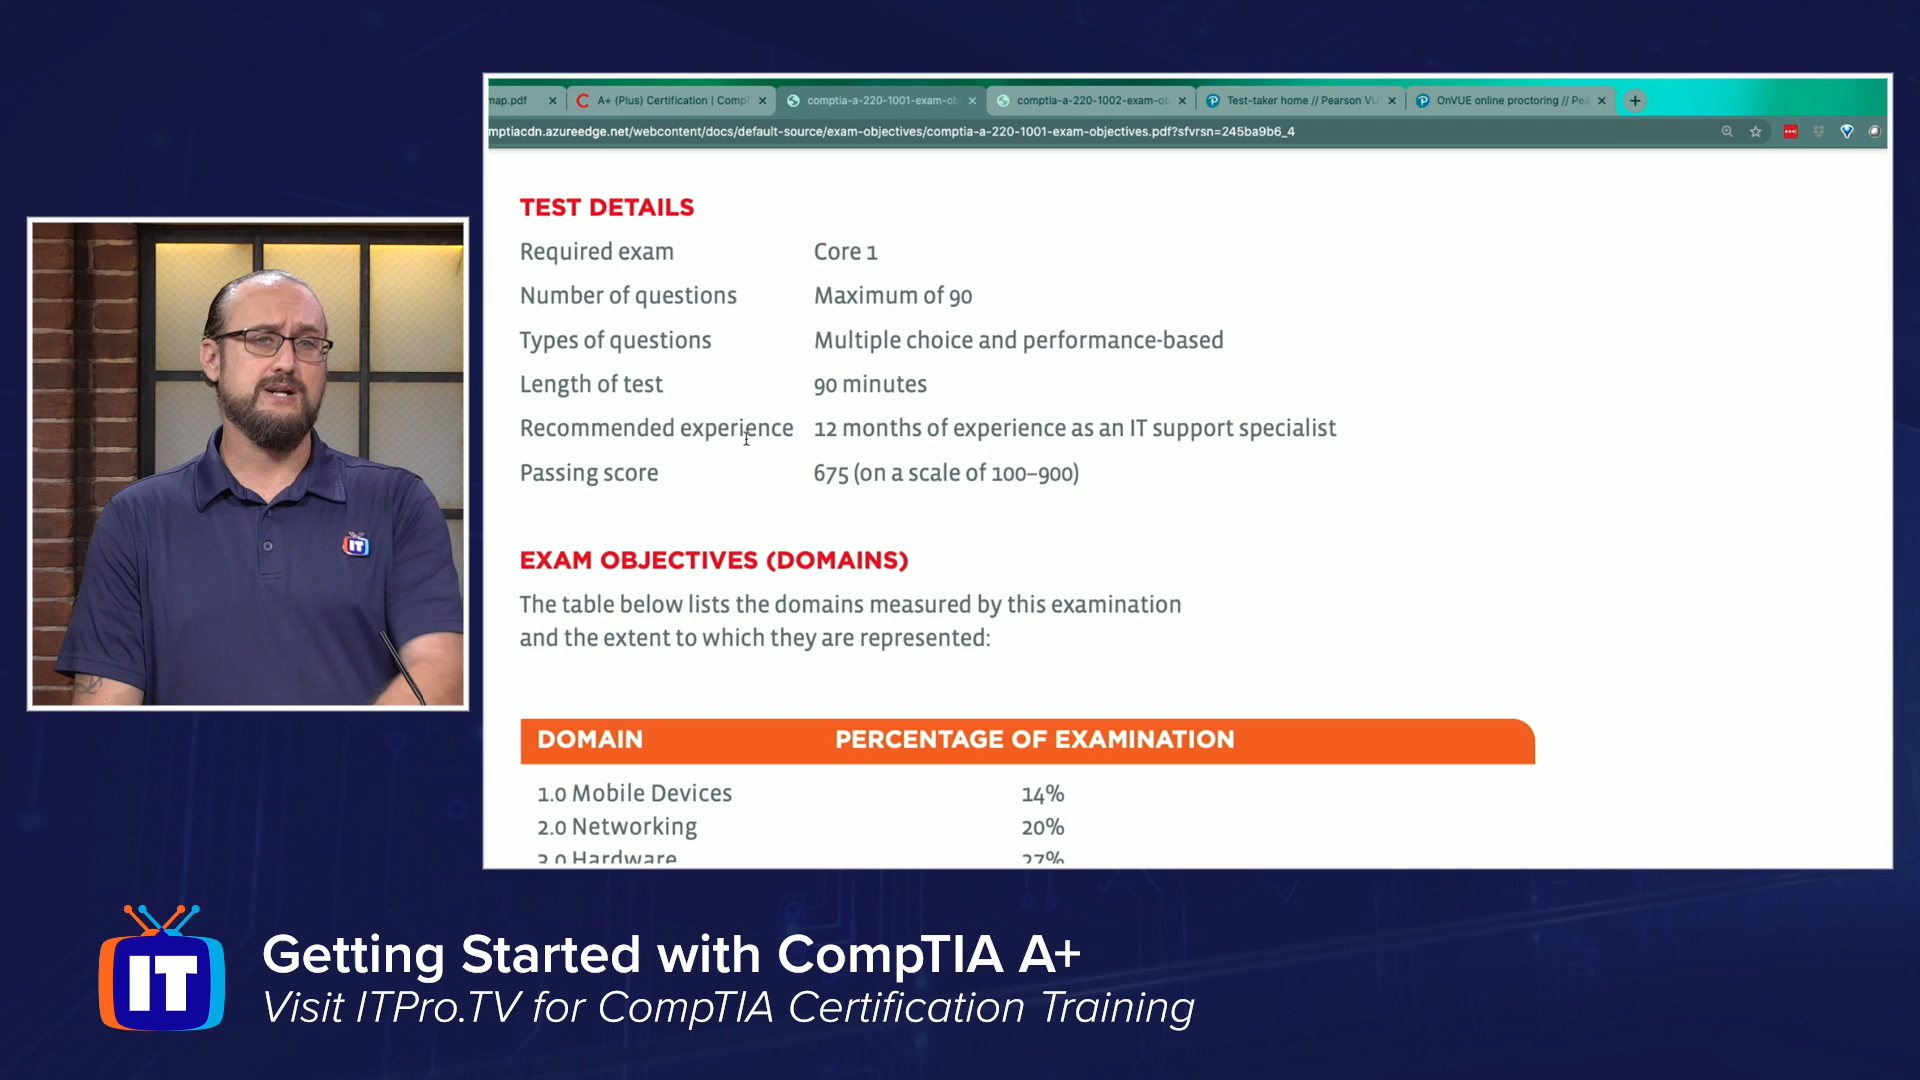 map.pdf
A+ (Plus) Certification | Comp
comptia-a-220-1001-exam-ob
comptia-a-220-1002-exam-ob
Test-taker home // Pearson VU
OnVUE online proctoring // Pea
mptiacdn.azureedge.net/webcontent/docs/default-source/exam-objectives/comptia-a-220-1001-exam-objectives.pdf?sfvrsn=245ba9b6_4
TEST DETAILS
Required exam Core 1
Number of questions Maximum of 90
Types of questions Multiple choice and performance-based
Length of test 90 minutes
Recommended experience 12 months of experience as an IT support specialist
Passing score 675 (on a scale of 100–900)
EXAM OBJECTIVES (DOMAINS)
The table below lists the domains measured by this examination
and the extent to which they are represented:
DOMAIN PERCENTAGE OF EXAMINATION
1.0 Mobile Devices 14%
2.0 Networking 20%
3.0 Hardware 27%
IT
IT
Getting Started with CompTIA A+
Visit ITPro.TV for CompTIA Certification Training